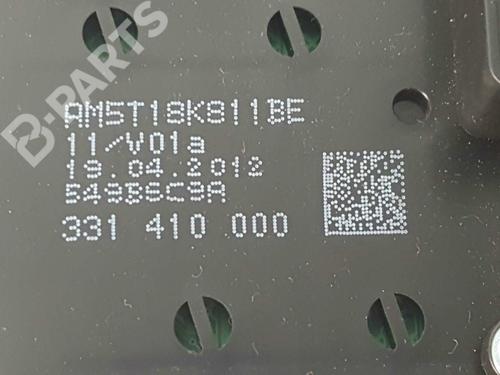 B-PARTS
AM5T18K811BE
11/V01a
19.04.2012
54956C9A
331 410 000